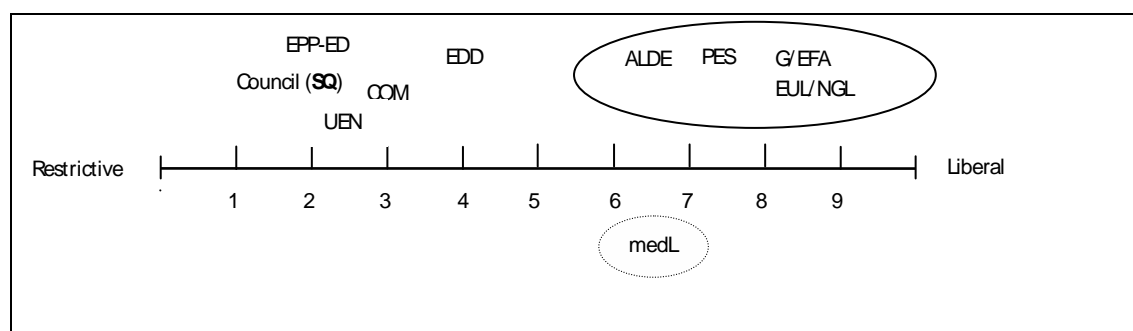 EPP-ED
EDD
ALDE PES G/EFA
Council (SQ)
COM
EUL/NGL
UEN
Restrictive
Liberal
1 2 3 4 5 6 7 8 9
medL